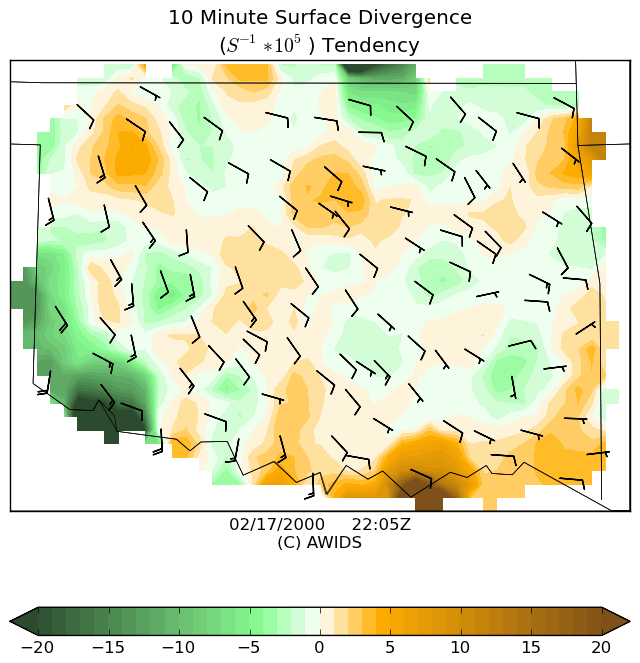 10 Minute Surface Divergence
(S⁻¹ * 10⁵ ) Tendency
02/17/2000 22:05Z
(C) AWIDS
−20 −15 −10 −5 0 5 10 15 20